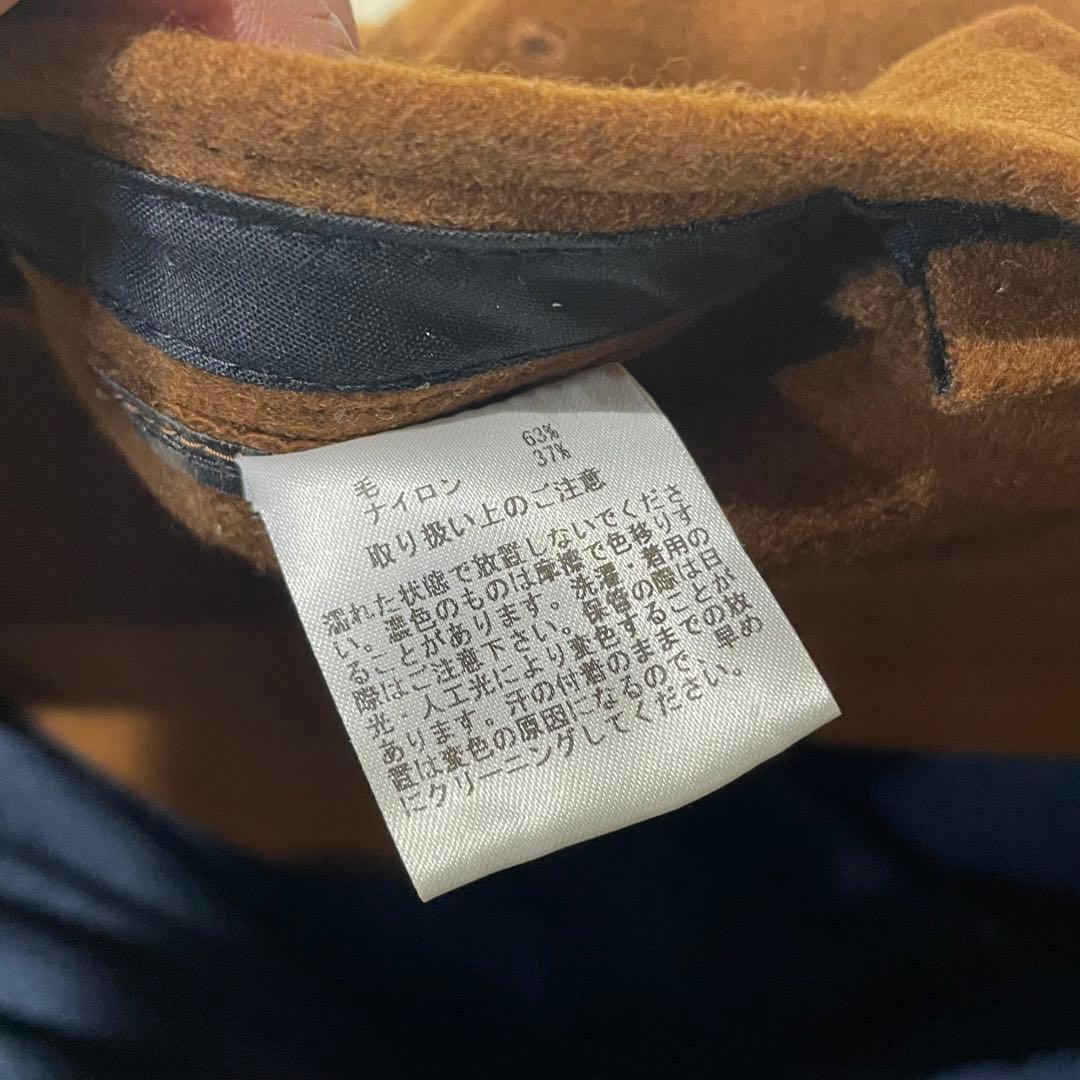 毛 63%
ナイロン 37%
取り扱い上のご注意
濡れた状態で放置しないでくださ
い。濃色のものは摩擦で色移りす
ることがあります。洗濯・着用の
際はご注意下さい。保管の際は日
光・人工光により変色することが
あります。汗の付着のままでの放
置は変色の原因になるので、早め
にクリーニングしてください。